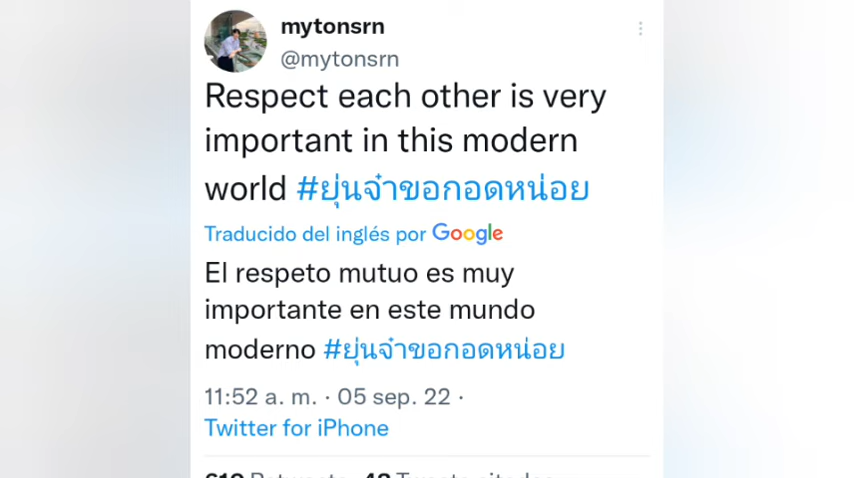 mytonsrn
@mytonsrn
Respect each other is very
important in this modern
world #ยุ่นจ๋าขอกอดหน่อย
Traducido del inglés por Google
El respeto mutuo es muy
importante en este mundo
moderno #ยุ่นจ๋าขอกอดหน่อย
11:52 a. m. · 05 sep. 22 ·
Twitter for iPhone